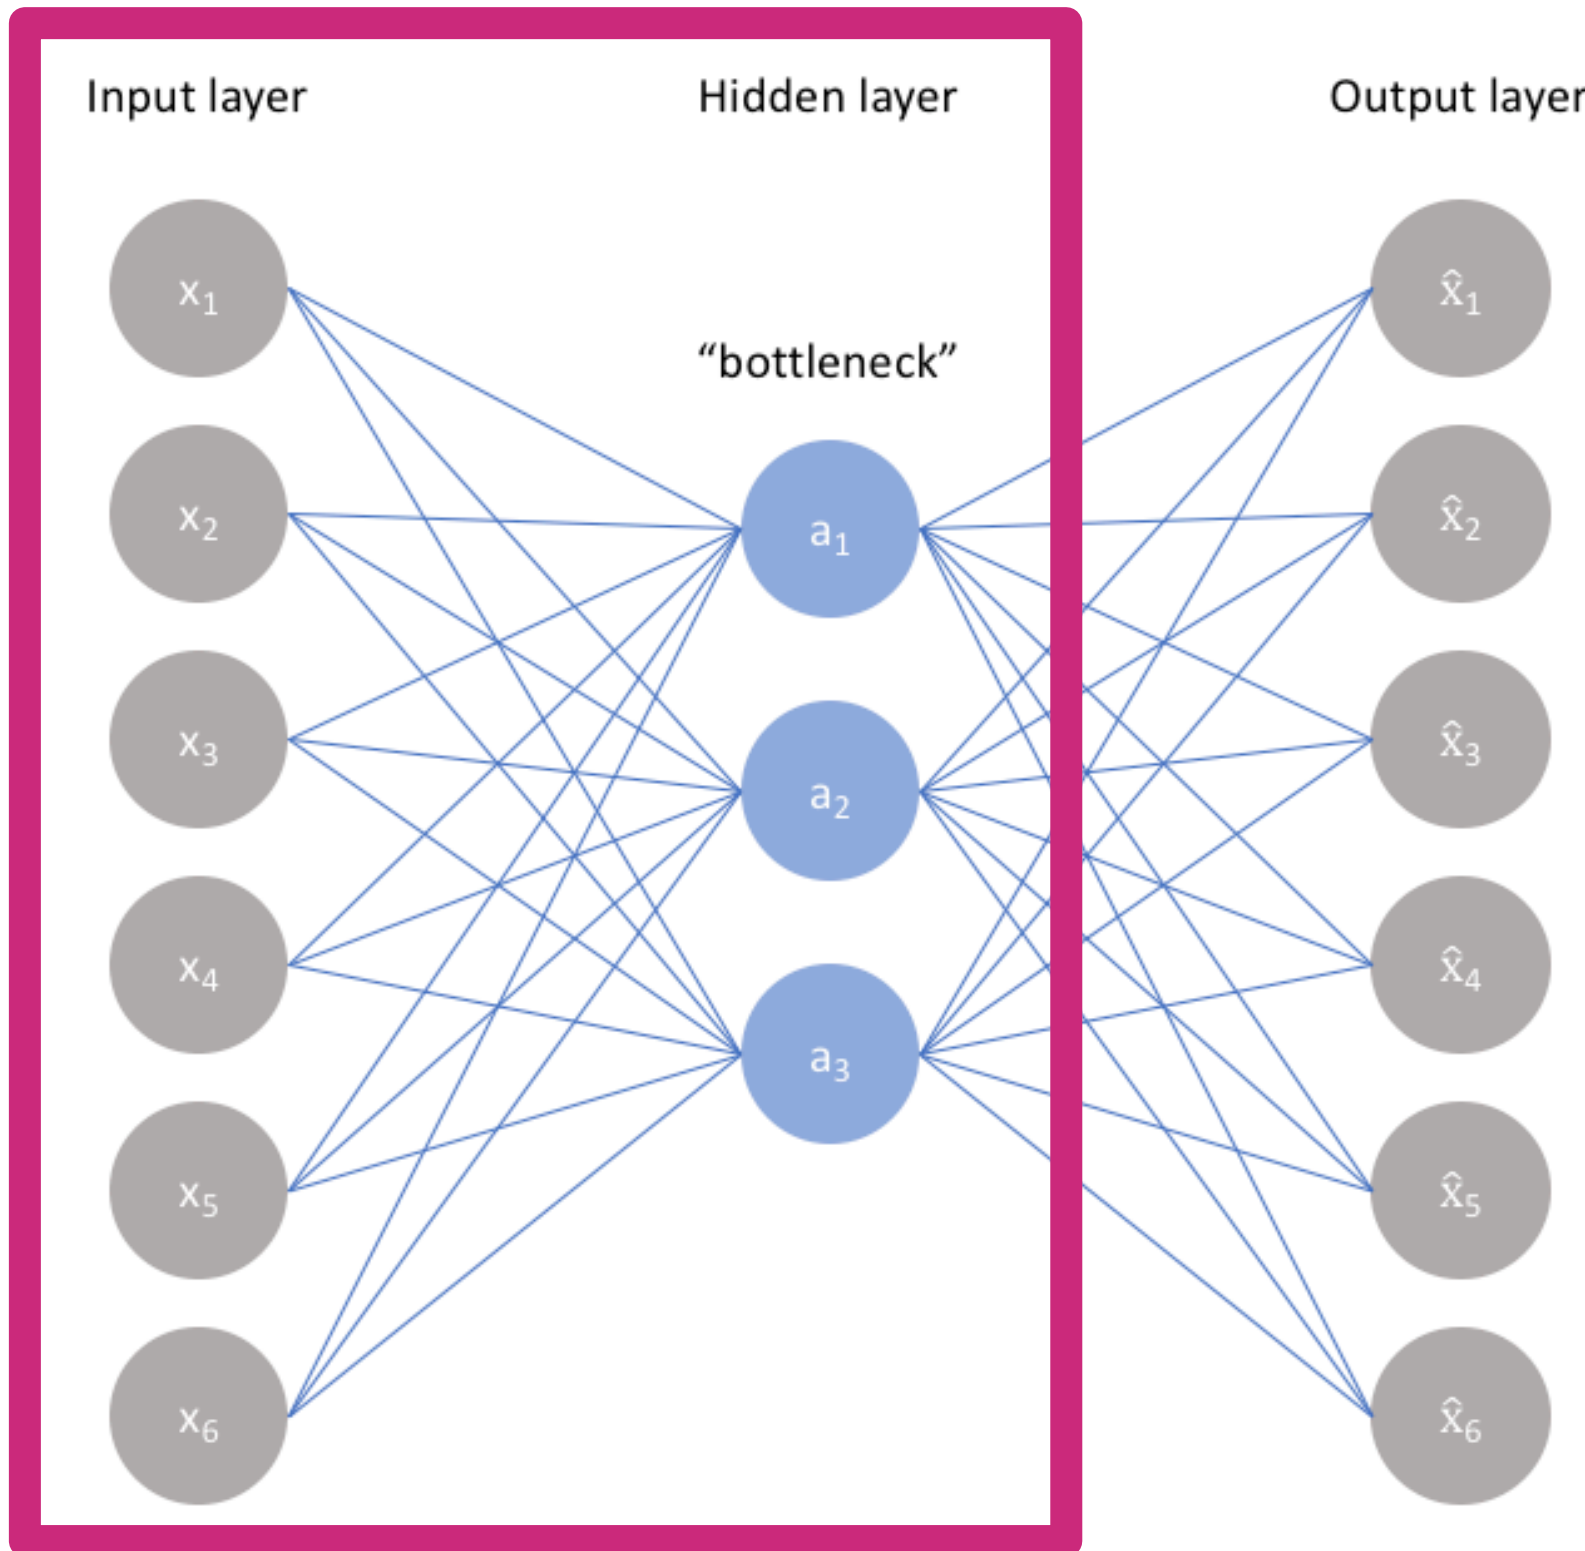 Input layer
Hidden layer
Output layer
“bottleneck”
x₁
x₂
x₃
x₄
x₅
x₆
a₁
a₂
a₃
x̂₁
x̂₂
x̂₃
x̂₄
x̂₅
x̂₆